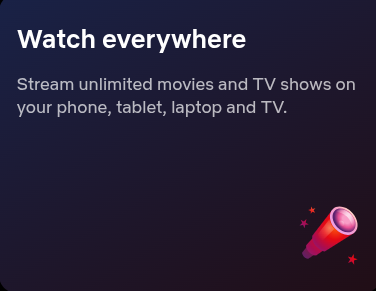 Watch everywhere
Stream unlimited movies and TV shows on
your phone, tablet, laptop and TV.